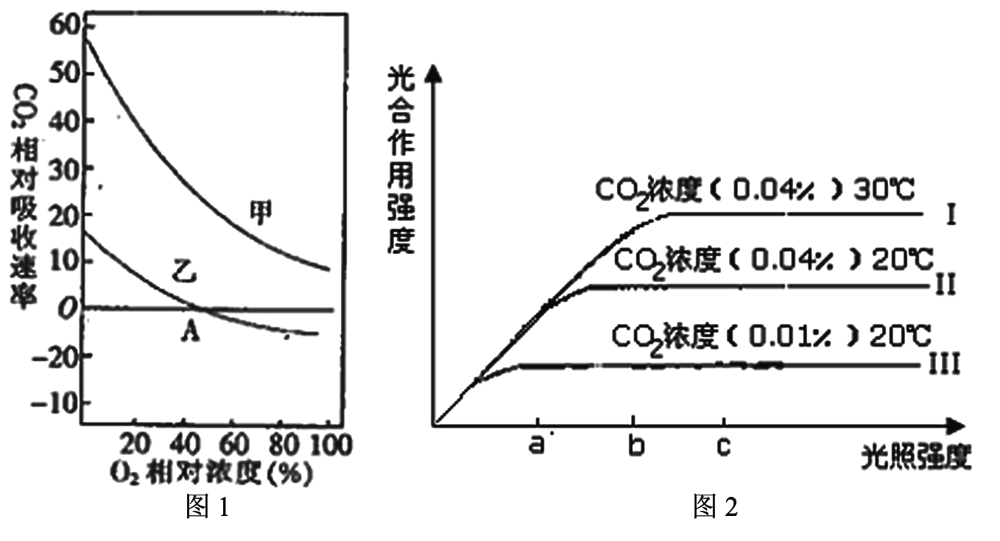 CO₂相对吸收速率
60
50
40
30
20
10
0
-20
-10
甲
乙
A
20 40 60 80 100
O₂相对浓度(%)
图1
光合作用强度
CO₂浓度(0.04%)30℃ I
CO₂浓度(0.04%)20℃ II
CO₂浓度(0.01%)20℃ III
a b c
光照强度
图2